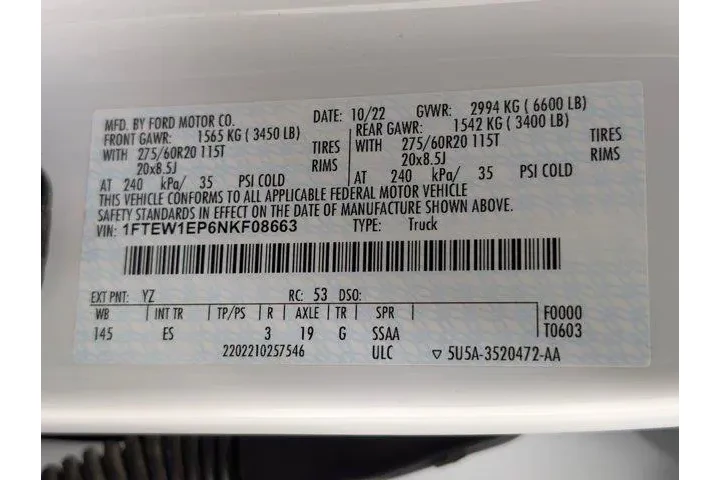 MFD. BY FORD MOTOR CO. DATE: 10/22 GVWR: 2994 KG ( 6600 LB)
FRONT GAWR: 1565 KG ( 3450 LB) REAR GAWR: 1542 KG ( 3400 LB)
WITH 275/60R20 115T TIRES WITH 275/60R20 115T TIRES
20x8.5J RIMS 20x8.5J RIMS
AT 240 kPa/ 35 PSI COLD AT 240 kPa/ 35 PSI COLD
THIS VEHICLE CONFORMS TO ALL APPLICABLE FEDERAL MOTOR VEHICLE
SAFETY STANDARDS IN EFFECT ON THE DATE OF MANUFACTURE SHOWN ABOVE.
VIN: 1FTEW1EP6NKF08663 TYPE: Truck
EXT PNT: YZ RC: 53 DSO:
WB INT TR TP/PS R AXLE TR SPR F0000
145 ES 3 19 G SSAA T0603
2202210257546 ULC ▽ 5U5A-3520472-AA